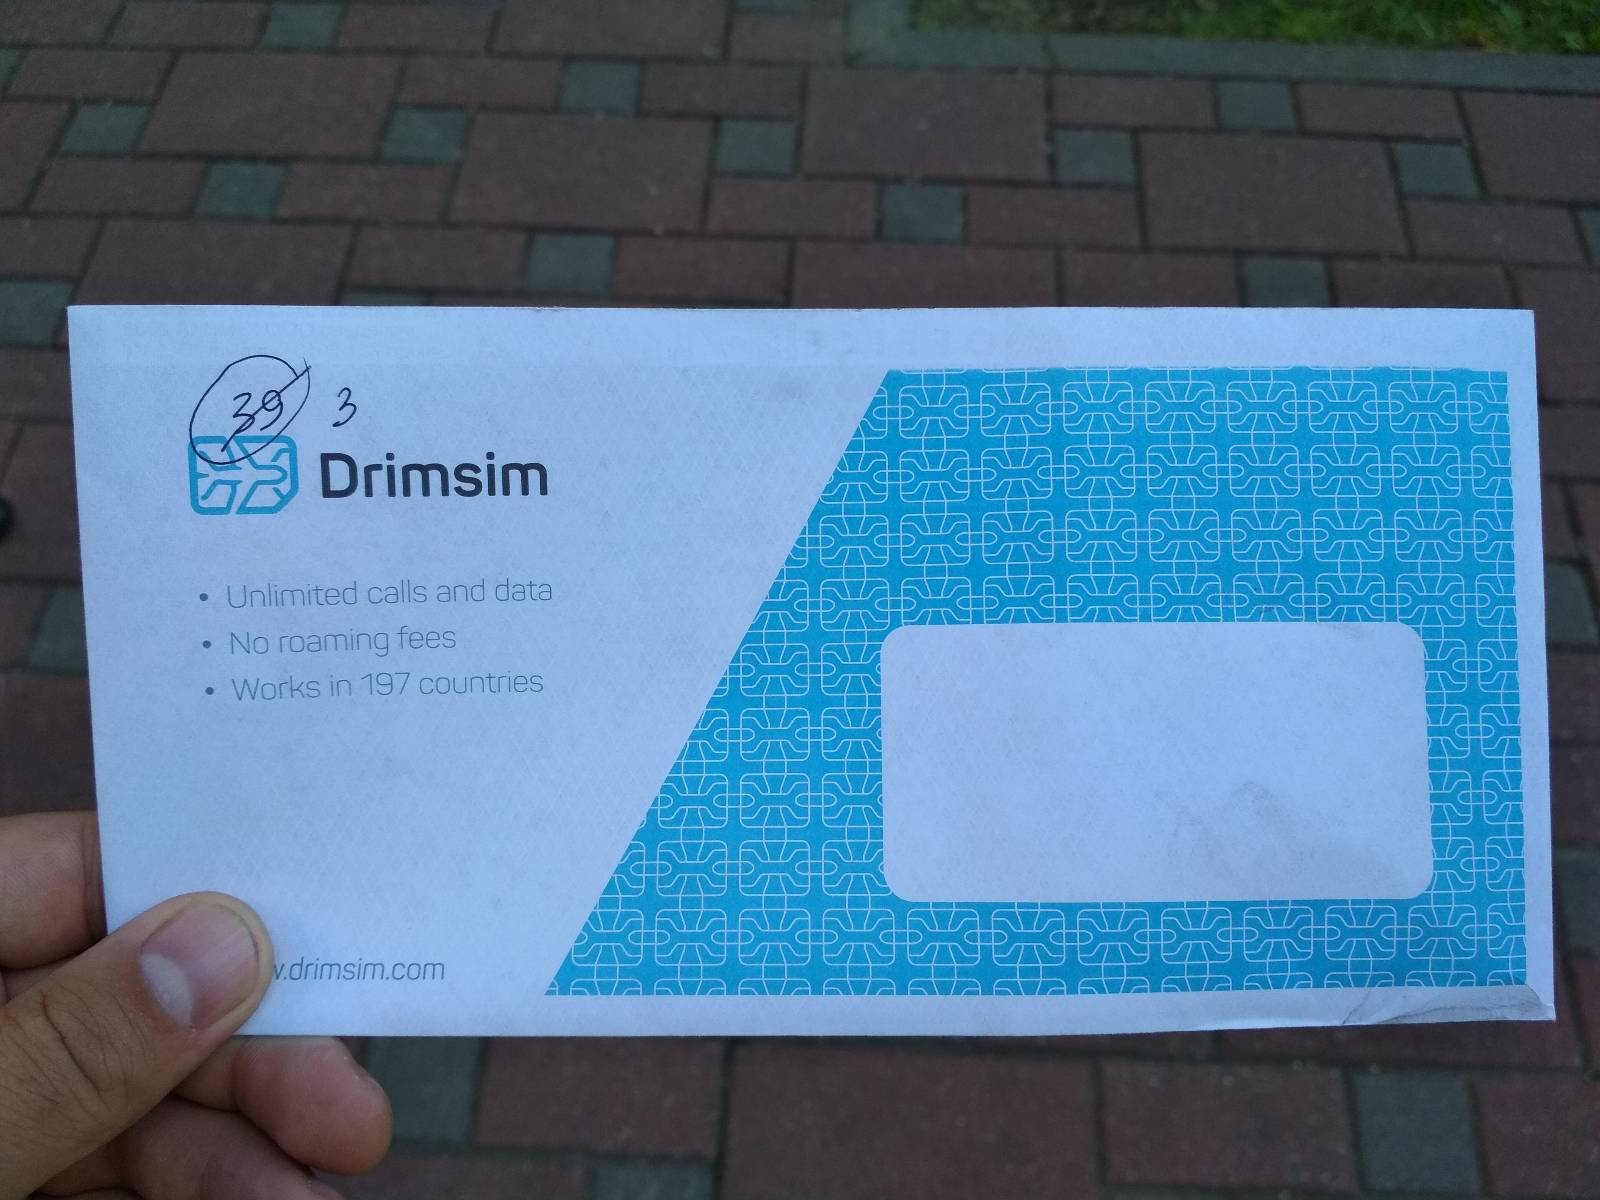 39 3
Drimsim
• Unlimited calls and data
• No roaming fees
• Works in 197 countries
w.drimsim.com